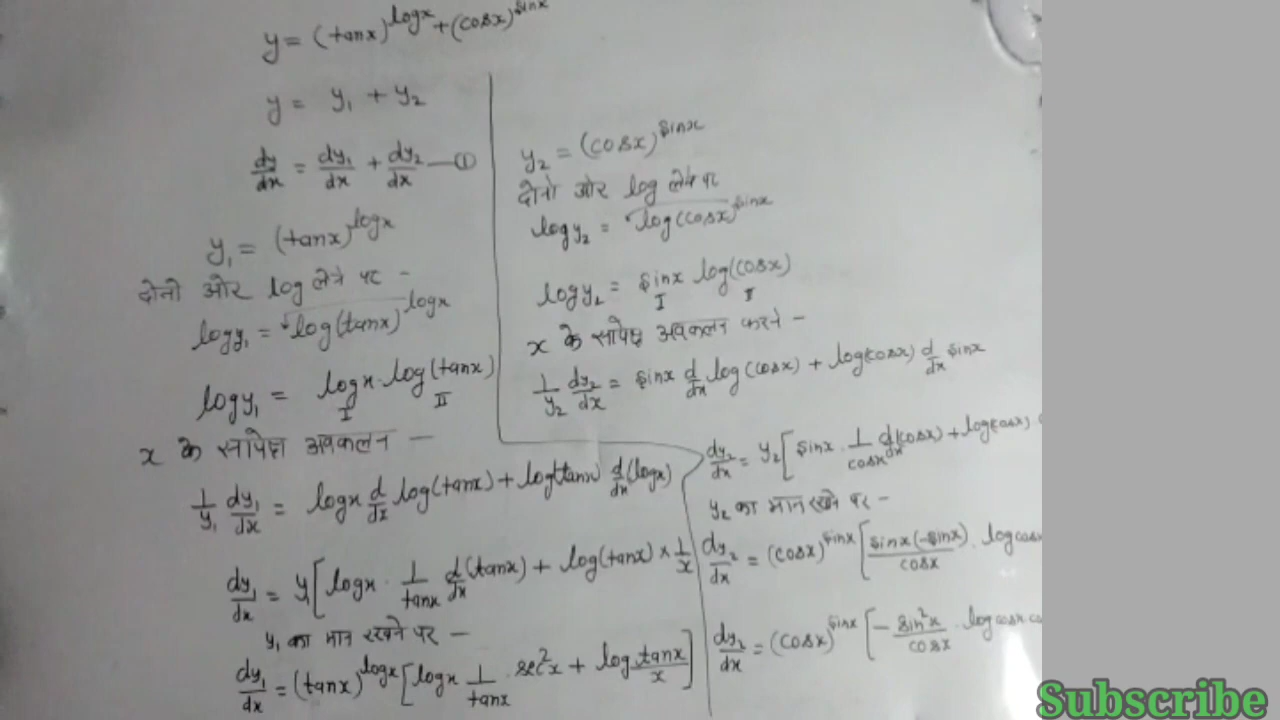 y = (tanx)^logx + (cosx)^sinx
y = y₁ + y₂
dy/dx = dy₁/dx + dy₂/dx —①
y₁ = (tanx)^logx
दोनो ओर log लेने पर -
logy₁ = log(tanx)^logx
logy₁ = logx·log(tanx)
I II
x के सापेक्ष अवकलन —
1/y₁ dy₁/dx = logx d/dx log(tanx) + log(tanx) d/dx (logx)
dy₁/dx = y₁[logx · 1/tanx d/dx(tanx) + log(tanx) × 1/x
y₁ का मान रखने पर —
dy₁/dx = (tanx)^logx [logx 1/tanx · sec²x + log tanx/x]
y₂ = (cosx)^sinx
दोनो ओर log लेने पर
logy₂ = log(cosx)^sinx
logy₂ = sinx log(cosx)
I II
x के सापेक्ष अवकलन करने —
1/y₂ dy₂/dx = sinx d/dx log(cosx) + log(cosx) d/dx sinx
dy₂/dx = y₂[sinx · 1/cosx d/dx(cosx) + log(cosx)
y₂ का मान रखने पर —
dy₂/dx = (cosx)^sinx [sinx(-sinx)/cosx · log cosx
dy₂/dx = (cosx)^sinx [- sin²x/cosx · log cosx
Subscribe